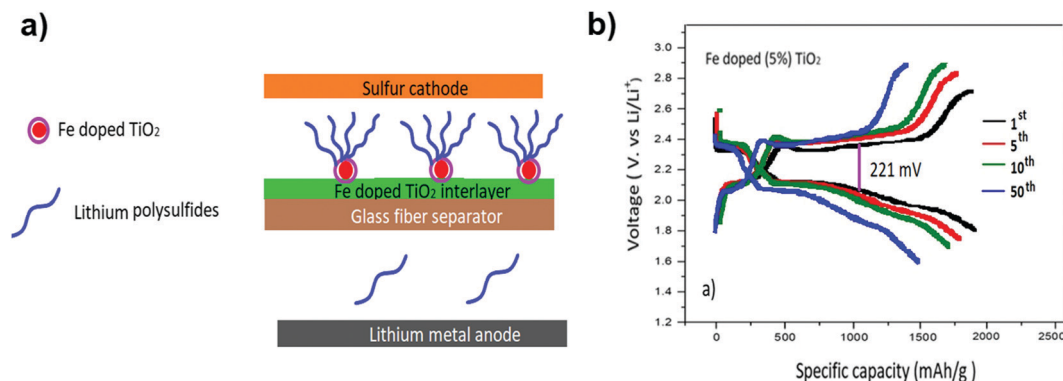 a)
Fe doped TiO₂
Lithium polysulfides
Sulfur cathode
Fe doped TiO₂ interlayer
Glass fiber separator
Lithium metal anode
b)
Fe doped (5%) TiO₂
1st
5th
10th
50th
221 mV
a)
Voltage ( V. vs Li/Li⁺)
3.0
2.8
2.6
2.4
2.2
2.0
1.8
1.6
1.4
1.2
0 500 1000 1500 2000 2500
Specific capacity (mAh/g )